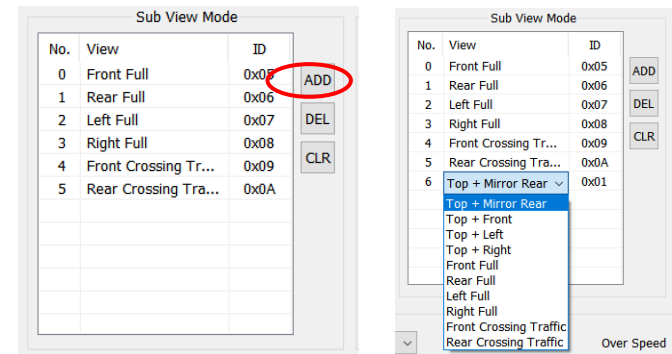 Sub View Mode
No. View ID
0 Front Full 0x05
1 Rear Full 0x06
2 Left Full 0x07
3 Right Full 0x08
4 Front Crossing Tr... 0x09
5 Rear Crossing Tra... 0x0A
ADD
DEL
CLR
Sub View Mode
No. View ID
0 Front Full 0x05
1 Rear Full 0x06
2 Left Full 0x07
3 Right Full 0x08
4 Front Crossing Tr... 0x09
5 Rear Crossing Tra... 0x0A
6 Top + Mirror Rear 0x01
Top + Mirror Rear
Top + Front
Top + Left
Top + Right
Front Full
Rear Full
Left Full
Right Full
Front Crossing Traffic
Rear Crossing Traffic
ADD
DEL
CLR
Over Speed